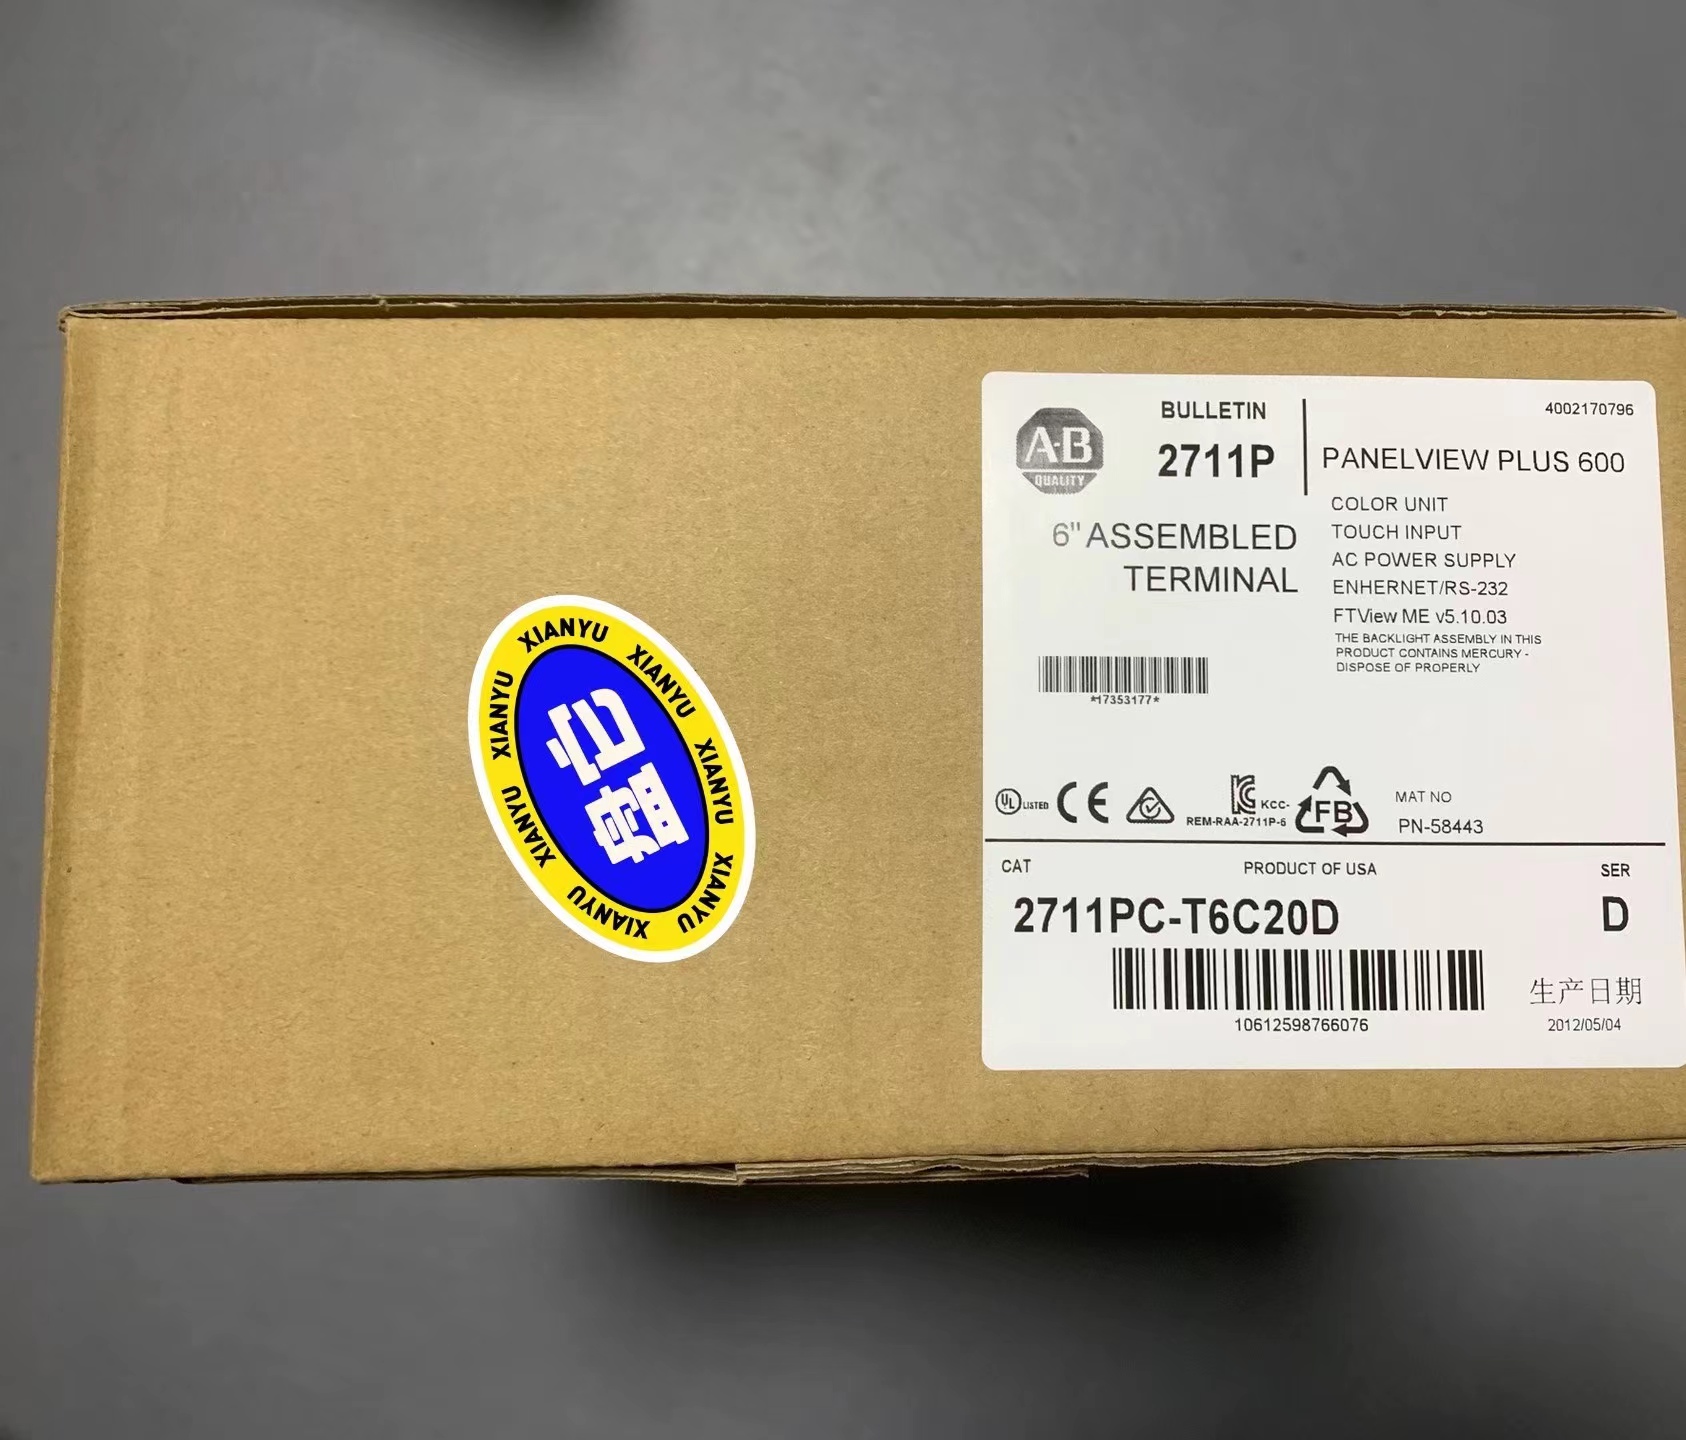 XIANYU
XIANYU
XIANYU
XIANYU
XIANYU
XIANYU
XIANYU
A-B
QUALITY
BULLETIN
2711P
4002170796
PANELVIEW PLUS 600
6" ASSEMBLED
TERMINAL
COLOR UNIT
TOUCH INPUT
AC POWER SUPPLY
ENHERNET/RS-232
FTView ME v5.10.03
THE BACKLIGHT ASSEMBLY IN THIS
PRODUCT CONTAINS MERCURY -
DISPOSE OF PROPERLY
*17353177*
UL LISTED
CE
KC KCC-
REM-RAA-2711P-6
FB
MAT NO
PN-58443
CAT
PRODUCT OF USA
SER
2711PC-T6C20D
D
10612598766076
生产日期
2012/05/04